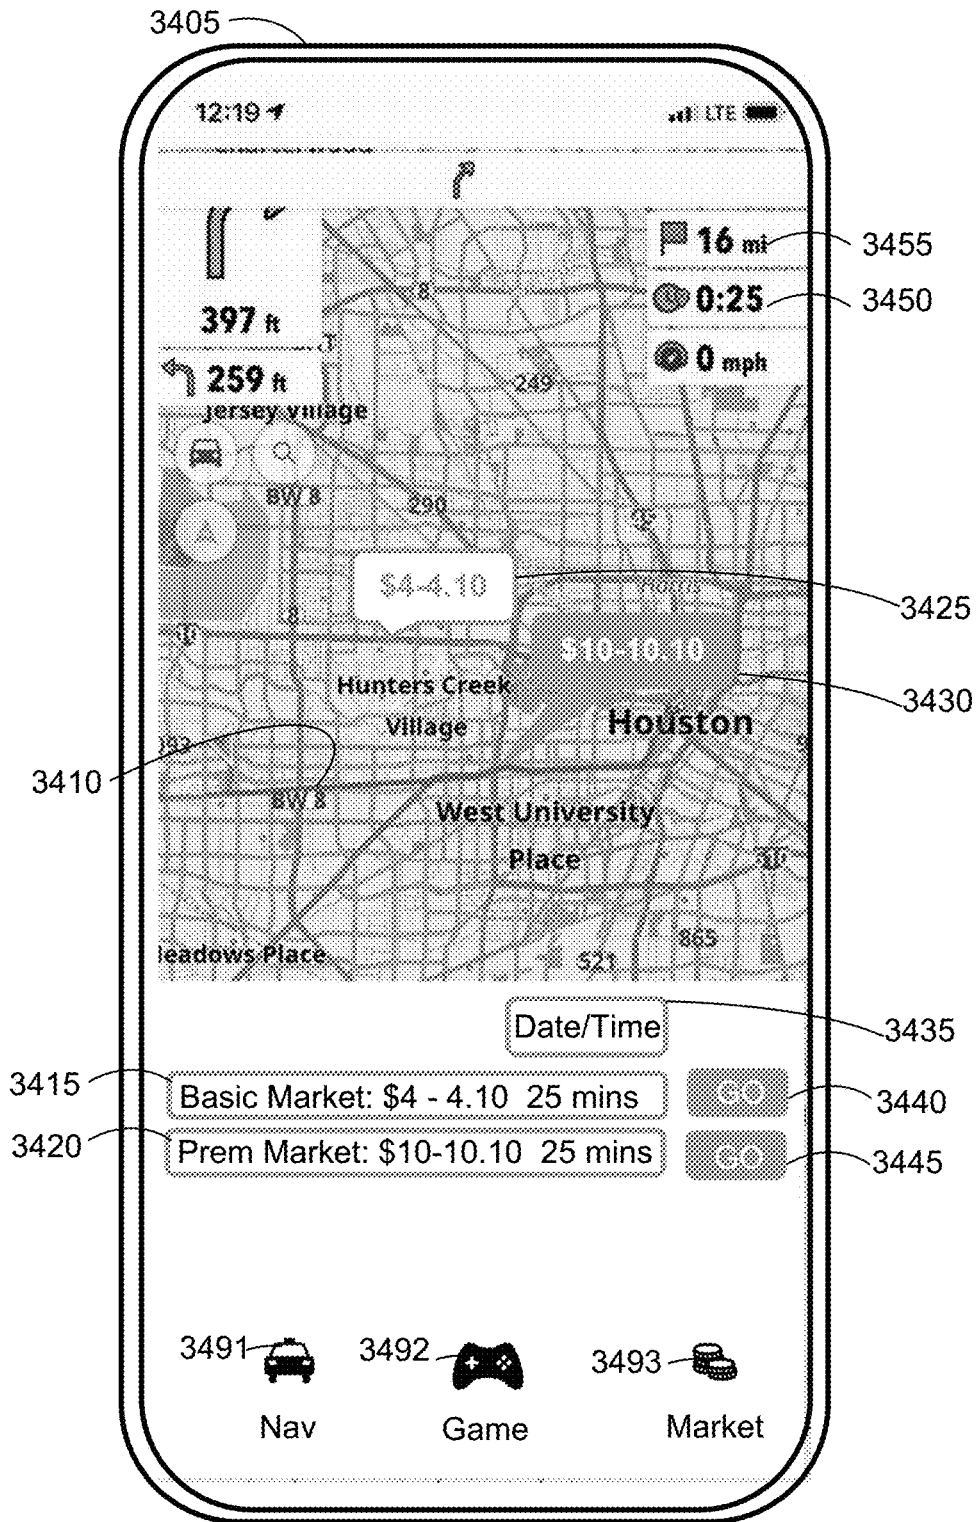 3405
12:19
LTE
16 mi
3455
0:25
3450
397 ft
0 mph
259 ft
8
249
Jersey Village
BW 8
290
$4-4.10
3425
8
$10-10.10
3430
Hunters Creek
Village
Houston
3410
BW 8
West University
Place
865
521
Meadows Place
Date/Time
3435
3415
Basic Market: $4 - 4.10 25 mins
GO
3440
3420
Prem Market: $10-10.10 25 mins
GO
3445
3491
3492
3493
Nav
Game
Market